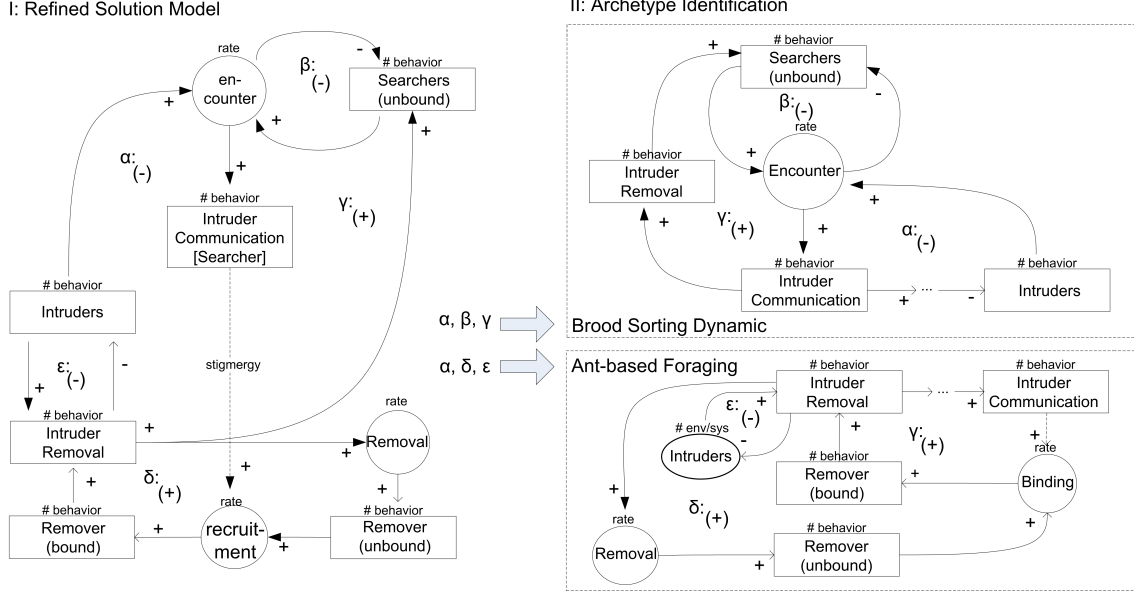 I: Refined Solution Model
rate
en-
counter
β:
(-)
-
+
# behavior
Searchers
(unbound)
+
+
α:
(-)
+
# behavior
Intruder
Communication
[Searcher]
γ:
(+)
# behavior
Intruders
stigmergy
ε:
(-)
+
-
# behavior
Intruder
Removal
+
+
rate
Removal
+
δ:
(+)
+
+
# behavior
Remover
(bound)
+
rate
recruit-
ment
+
# behavior
Remover
(unbound)
α, β, γ
α, δ, ε
II: Archetype Identification
# behavior
Searchers
(unbound)
+
-
β:
(-)
+
rate
Encounter
# behavior
Intruder
Removal
+
γ:
(+)
+
α:
(-)
+
# behavior
Intruder
Communication
+
...
-
# behavior
Intruders
Brood Sorting Dynamic
Ant-based Foraging
# behavior
Intruder
Removal
...
+
# behavior
Intruder
Communication
ε:
(-)
+
-
# env/sys
Intruders
+
γ:
(+)
+
rate
Binding
# behavior
Remover
(bound)
+
+
δ:
(+)
rate
Removal
+
# behavior
Remover
(unbound)
+